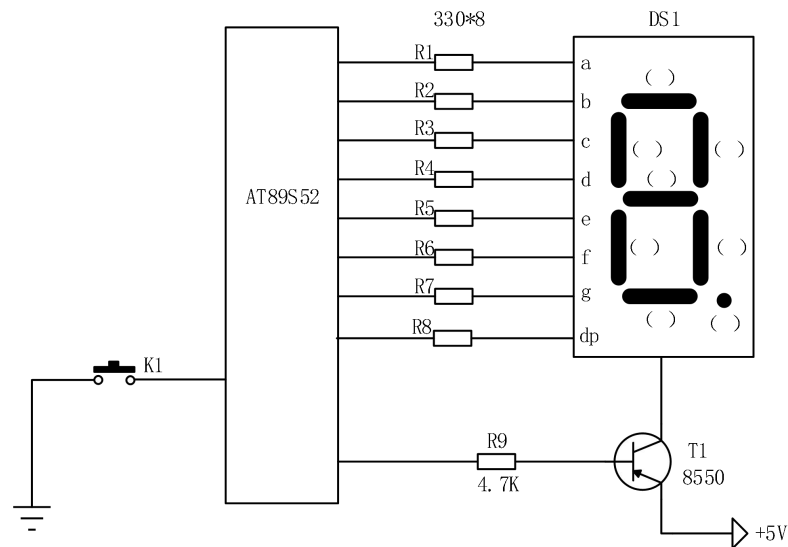 330*8
DS1
R1
a
( )
R2
b
R3
c
( )
( )
R4
d
( )
AT89S52
R5
e
R6
f
( )
( )
R7
g
R8
dp
( )
( )
K1
R9
4.7K
T1
8550
+5V